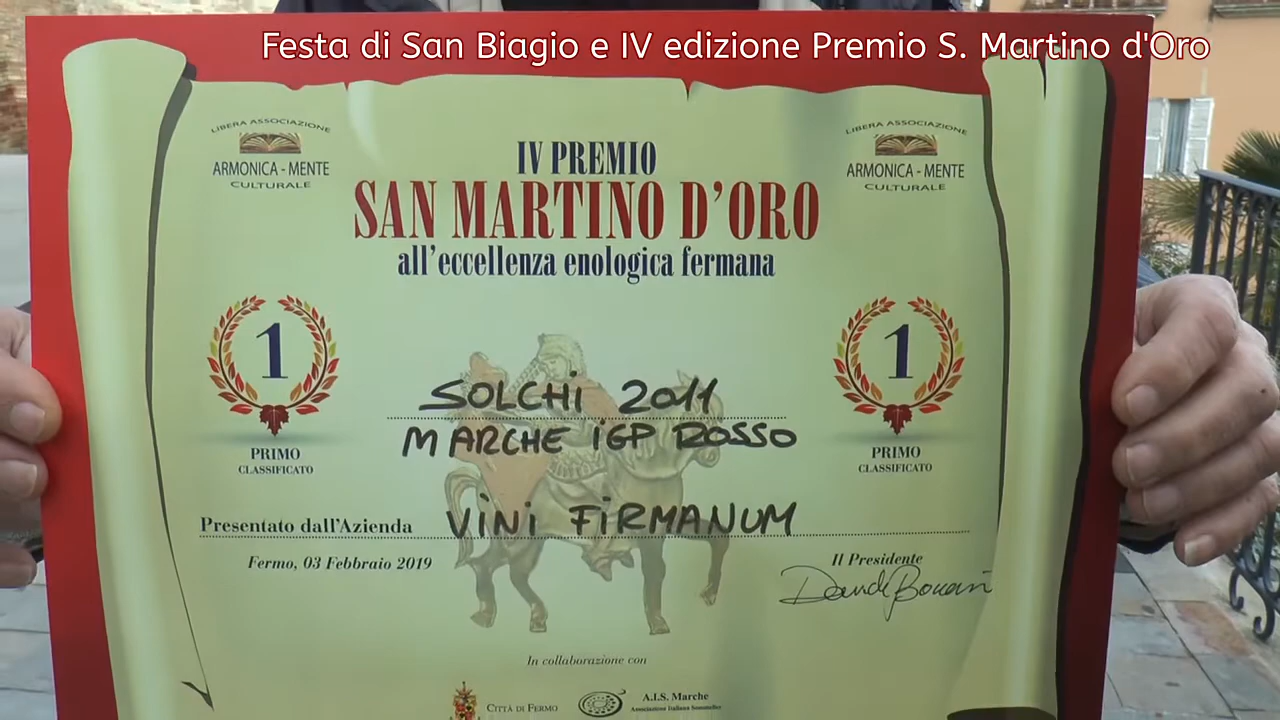 Festa di San Biagio e IV edizione Premio S. Martino d'Oro
LIBERA ASSOCIAZIONE
ARMONICA - MENTE
CULTURALE
LIBERA ASSOCIAZIONE
ARMONICA - MENTE
CULTURALE
IV PREMIO
SAN MARTINO D'ORO
all'eccellenza enologica fermana
1
PRIMO
CLASSIFICATO
1
PRIMO
CLASSIFICATO
SOLCHI 2011
MARCHE IGP ROSSO
Presentato dall'Azienda VINI FIRMANUM
Fermo, 03 Febbraio 2019
Il Presidente
In collaborazione con
CITTÀ DI FERMO
A.I.S. Marche
Associazione Italiana Sommelier